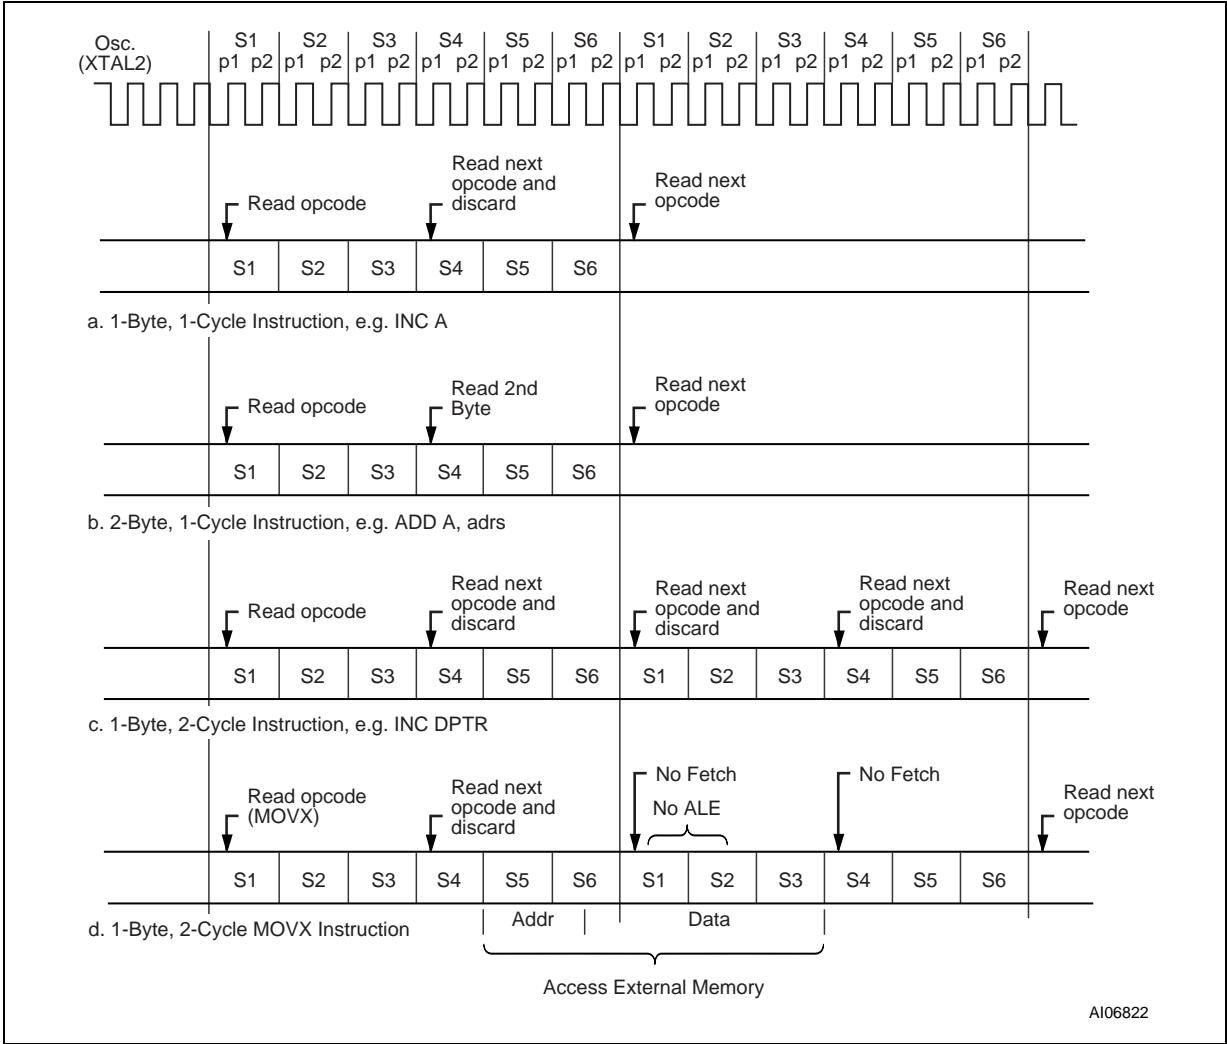 Osc.
(XTAL2)
S1 S2 S3 S4 S5 S6 S1 S2 S3 S4 S5 S6
p1 p2 p1 p2 p1 p2 p1 p2 p1 p2 p1 p2 p1 p2 p1 p2 p1 p2 p1 p2 p1 p2 p1 p2
Read opcode
Read next
opcode and
discard
Read next
opcode
S1 S2 S3 S4 S5 S6
a. 1-Byte, 1-Cycle Instruction, e.g. INC A
Read opcode
Read 2nd
Byte
Read next
opcode
S1 S2 S3 S4 S5 S6
b. 2-Byte, 1-Cycle Instruction, e.g. ADD A, adrs
Read opcode
Read next
opcode and
discard
Read next
opcode and
discard
Read next
opcode and
discard
Read next
opcode
S1 S2 S3 S4 S5 S6 S1 S2 S3 S4 S5 S6
c. 1-Byte, 2-Cycle Instruction, e.g. INC DPTR
Read opcode
(MOVX)
Read next
opcode and
discard
No Fetch
No ALE
No Fetch
Read next
opcode
S1 S2 S3 S4 S5 S6 S1 S2 S3 S4 S5 S6
Addr Data
d. 1-Byte, 2-Cycle MOVX Instruction
Access External Memory
AI06822